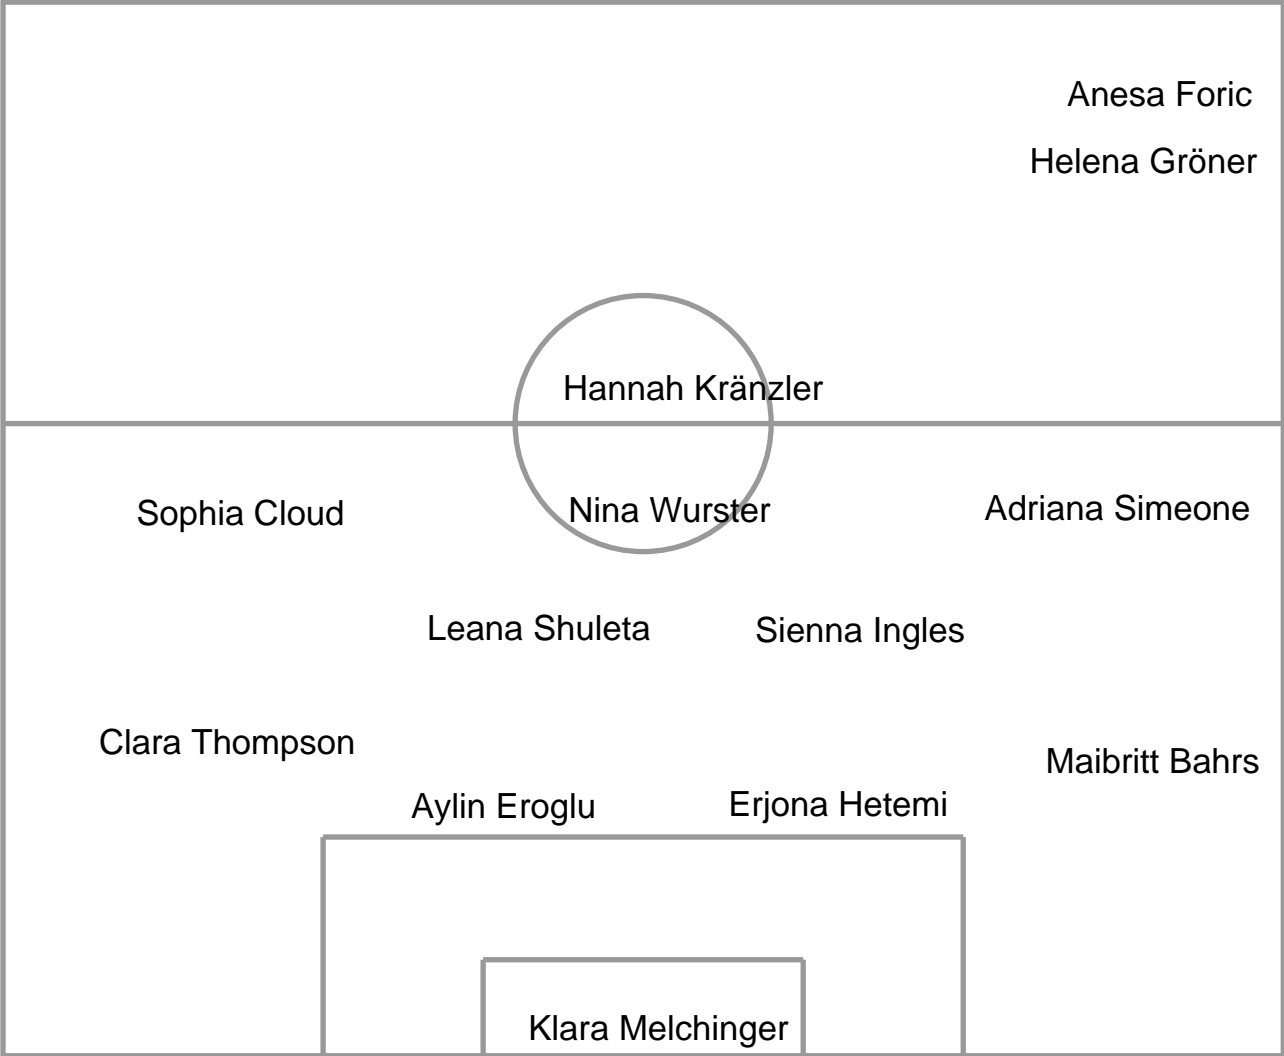 Anesa Foric
Helena Gröner
Hannah Kränzler
Sophia Cloud
Nina Wurster
Adriana Simeone
Leana Shuleta
Sienna Ingles
Clara Thompson
Maibritt Bahrs
Aylin Eroglu
Erjona Hetemi
Klara Melchinger